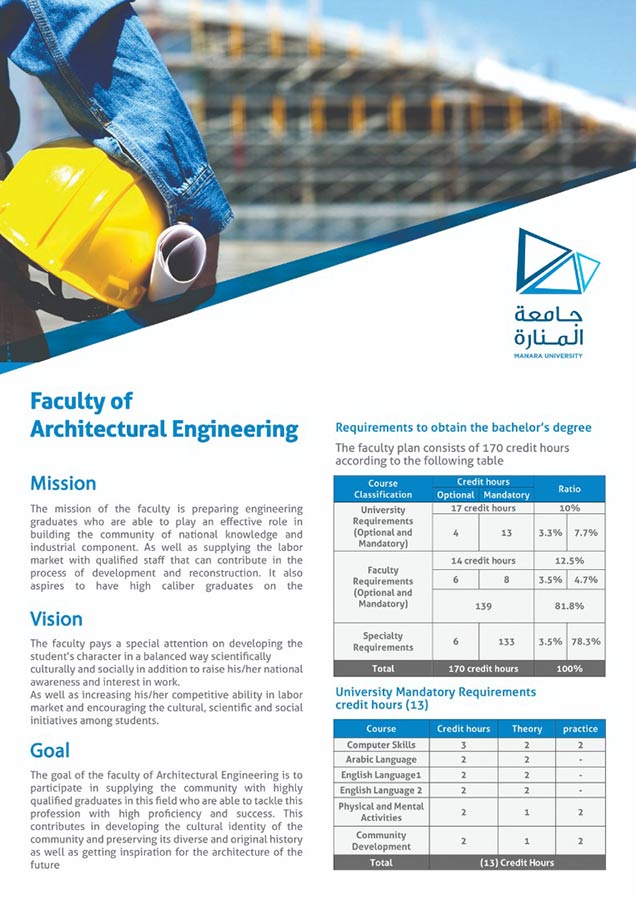 جامعة
المنارة
MANARA UNIVERSITY
Faculty of
Architectural Engineering
Mission
The mission of the faculty is preparing engineering
graduates who are able to play an effective role in
building the community of national knowledge and
industrial component. As well as supplying the labor
market with qualified staff that can contribute in the
process of development and reconstruction. It also
aspires to have high caliber graduates on the
Vision
The faculty pays a special attention on developing the
student's character in a balanced way scientifically
culturally and socially in addition to raise his/her national
awareness and interest in work.
As well as increasing his/her competitive ability in labor
market and encouraging the cultural, scientific and social
initiatives among students.
Goal
The goal of the faculty of Architectural Engineering is to
participate in supplying the community with highly
qualified graduates in this field who are able to tackle this
profession with high proficiency and success. This
contributes in developing the cultural identity of the
community and preserving its diverse and original history
as well as getting inspiration for the architecture of the
future
Requirements to obtain the bachelor's degree
The faculty plan consists of 170 credit hours
according to the following table
Course Classification Credit hours Ratio
Optional Mandatory
University Requirements (Optional and Mandatory) 17 credit hours 10%
4 13 3.3% 7.7%
Faculty Requirements (Optional and Mandatory) 14 credit hours 12.5%
6 8 3.5% 4.7%
139 81.8%
Specialty Requirements 6 133 3.5% 78.3%
Total 170 credit hours 100%
University Mandatory Requirements
credit hours (13)
Course Credit hours Theory practice
Computer Skills 3 2 2
Arabic Language 2 2 -
English Language1 2 2 -
English Language 2 2 2 -
Physical and Mental Activities 2 1 2
Community Development 2 1 2
Total (13) Credit Hours